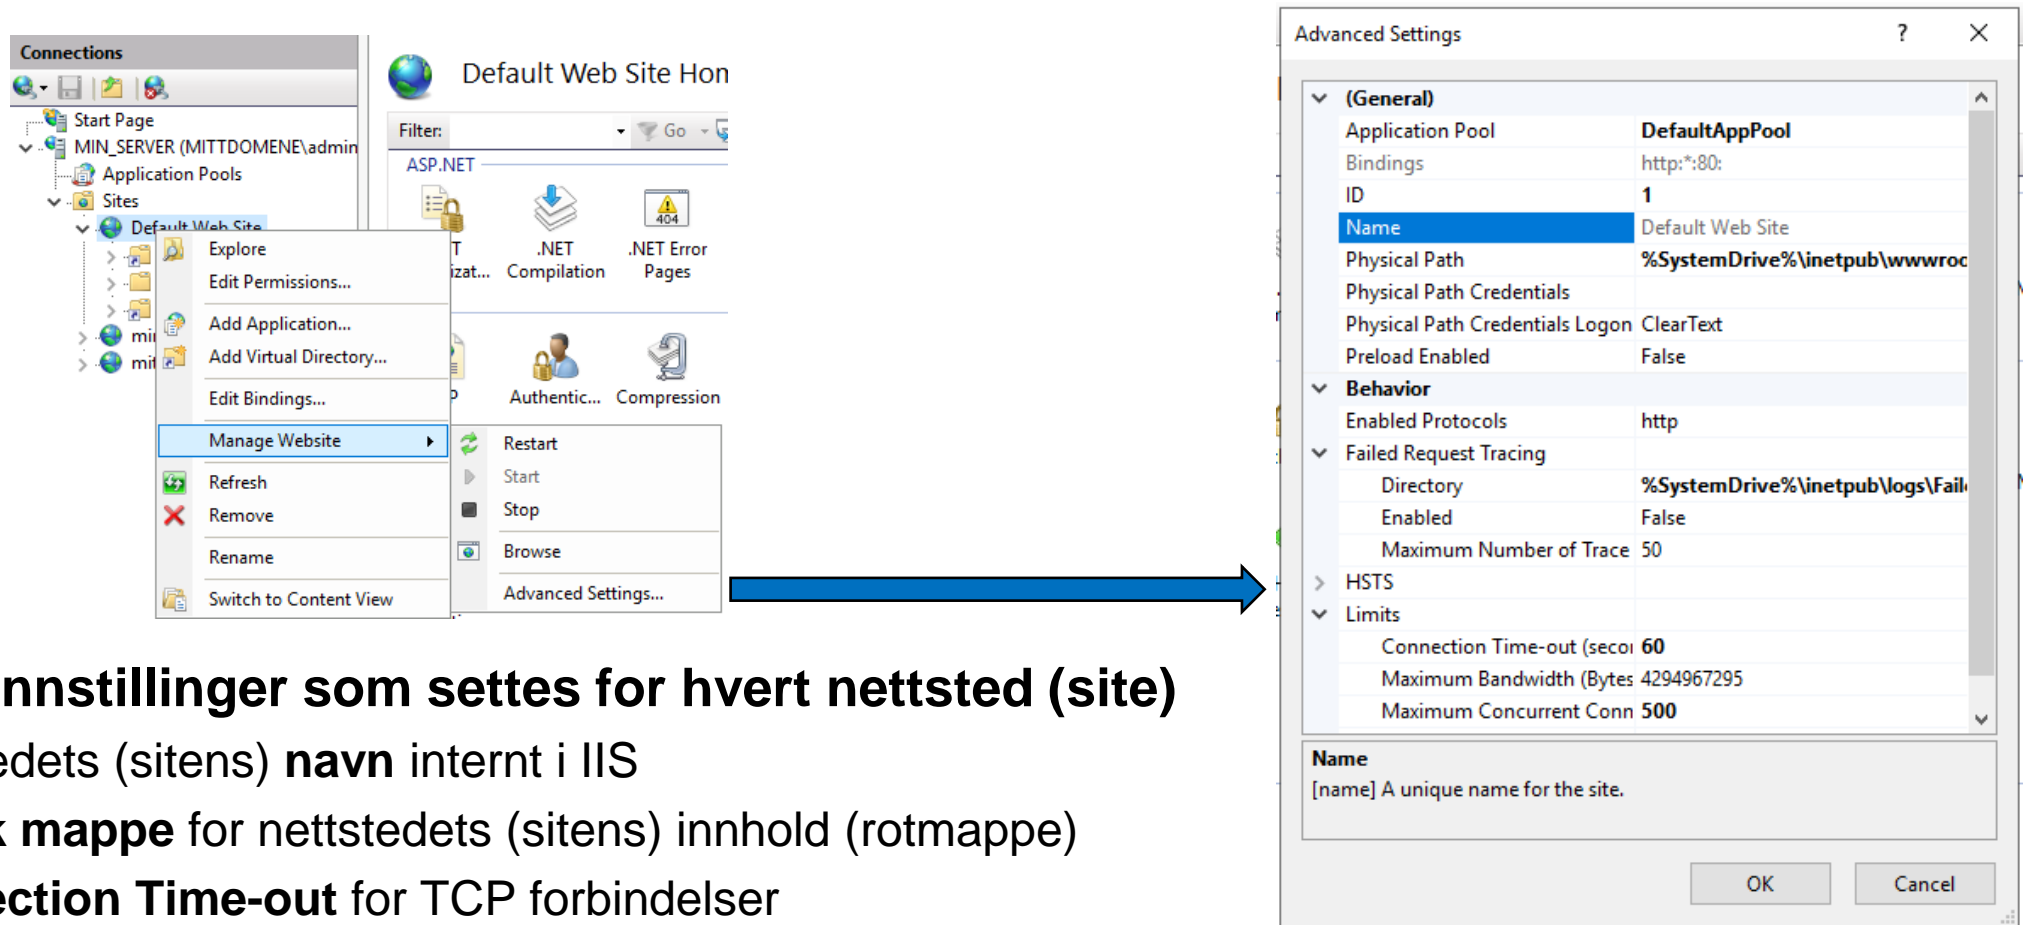 Connections
Start Page
MIN_SERVER (MITTDOMENE\admin
Application Pools
Sites
Default Web Site
Explore
Edit Permissions...
Add Application...
Add Virtual Directory...
Edit Bindings...
Manage Website
Refresh
Remove
Rename
Switch to Content View
Restart
Start
Stop
Browse
Advanced Settings...
Default Web Site Hon
Filter:
Go
ASP.NET
.NET
Compilation
.NET Error
Pages
404
Authentic...
Compression
nnstillinger som settes for hvert nettsted (site)
edets (sitens) navn internt i IIS
k mappe for nettstedets (sitens) innhold (rotmappe)
ection Time-out for TCP forbindelser
Advanced Settings
?
(General)
Application Pool DefaultAppPool
Bindings http:*:80:
ID 1
Name Default Web Site
Physical Path %SystemDrive%\inetpub\wwwroo
Physical Path Credentials
Physical Path Credentials Logon ClearText
Preload Enabled False
Behavior
Enabled Protocols http
Failed Request Tracing
Directory %SystemDrive%\inetpub\logs\Faile
Enabled False
Maximum Number of Trace 50
HSTS
Limits
Connection Time-out (seco 60
Maximum Bandwidth (Bytes 4294967295
Maximum Concurrent Conn 500
Name
[name] A unique name for the site.
OK
Cancel